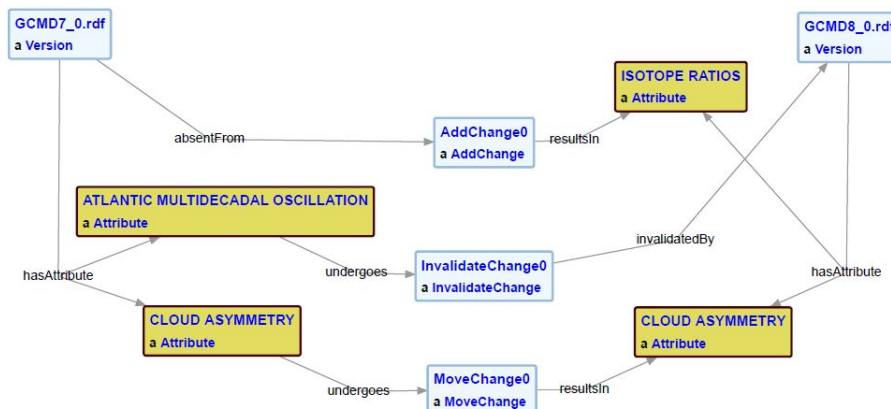 GCMD7_0.rdf
a Version
GCMD8_0.rdf
a Version
ISOTOPE RATIOS
a Attribute
absentFrom
AddChange0
a AddChange
resultsIn
ATLANTIC MULTIDECADAL OSCILLATION
a Attribute
invalidatedBy
hasAttribute
undergoes
InvalidateChange0
a InvalidateChange
hasAttribute
CLOUD ASYMMETRY
a Attribute
CLOUD ASYMMETRY
a Attribute
undergoes
MoveChange0
a MoveChange
resultsIn